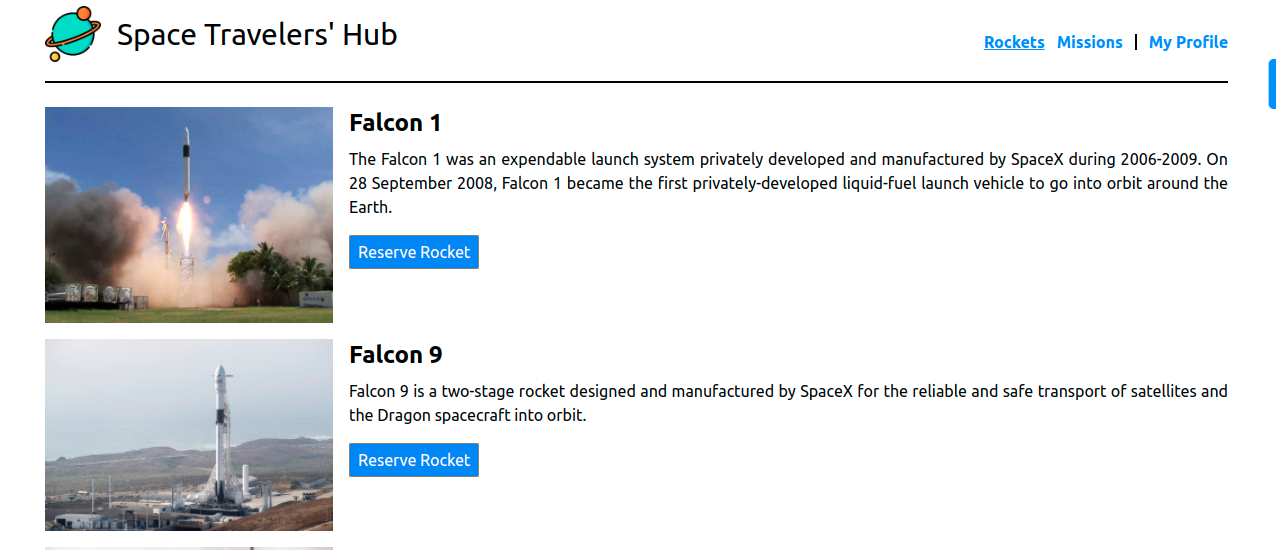 Space Travelers' Hub
Rockets Missions | My Profile
Falcon 1
The Falcon 1 was an expendable launch system privately developed and manufactured by SpaceX during 2006-2009. On
28 September 2008, Falcon 1 became the first privately-developed liquid-fuel launch vehicle to go into orbit around the
Earth.
Reserve Rocket
Falcon 9
Falcon 9 is a two-stage rocket designed and manufactured by SpaceX for the reliable and safe transport of satellites and
the Dragon spacecraft into orbit.
Reserve Rocket